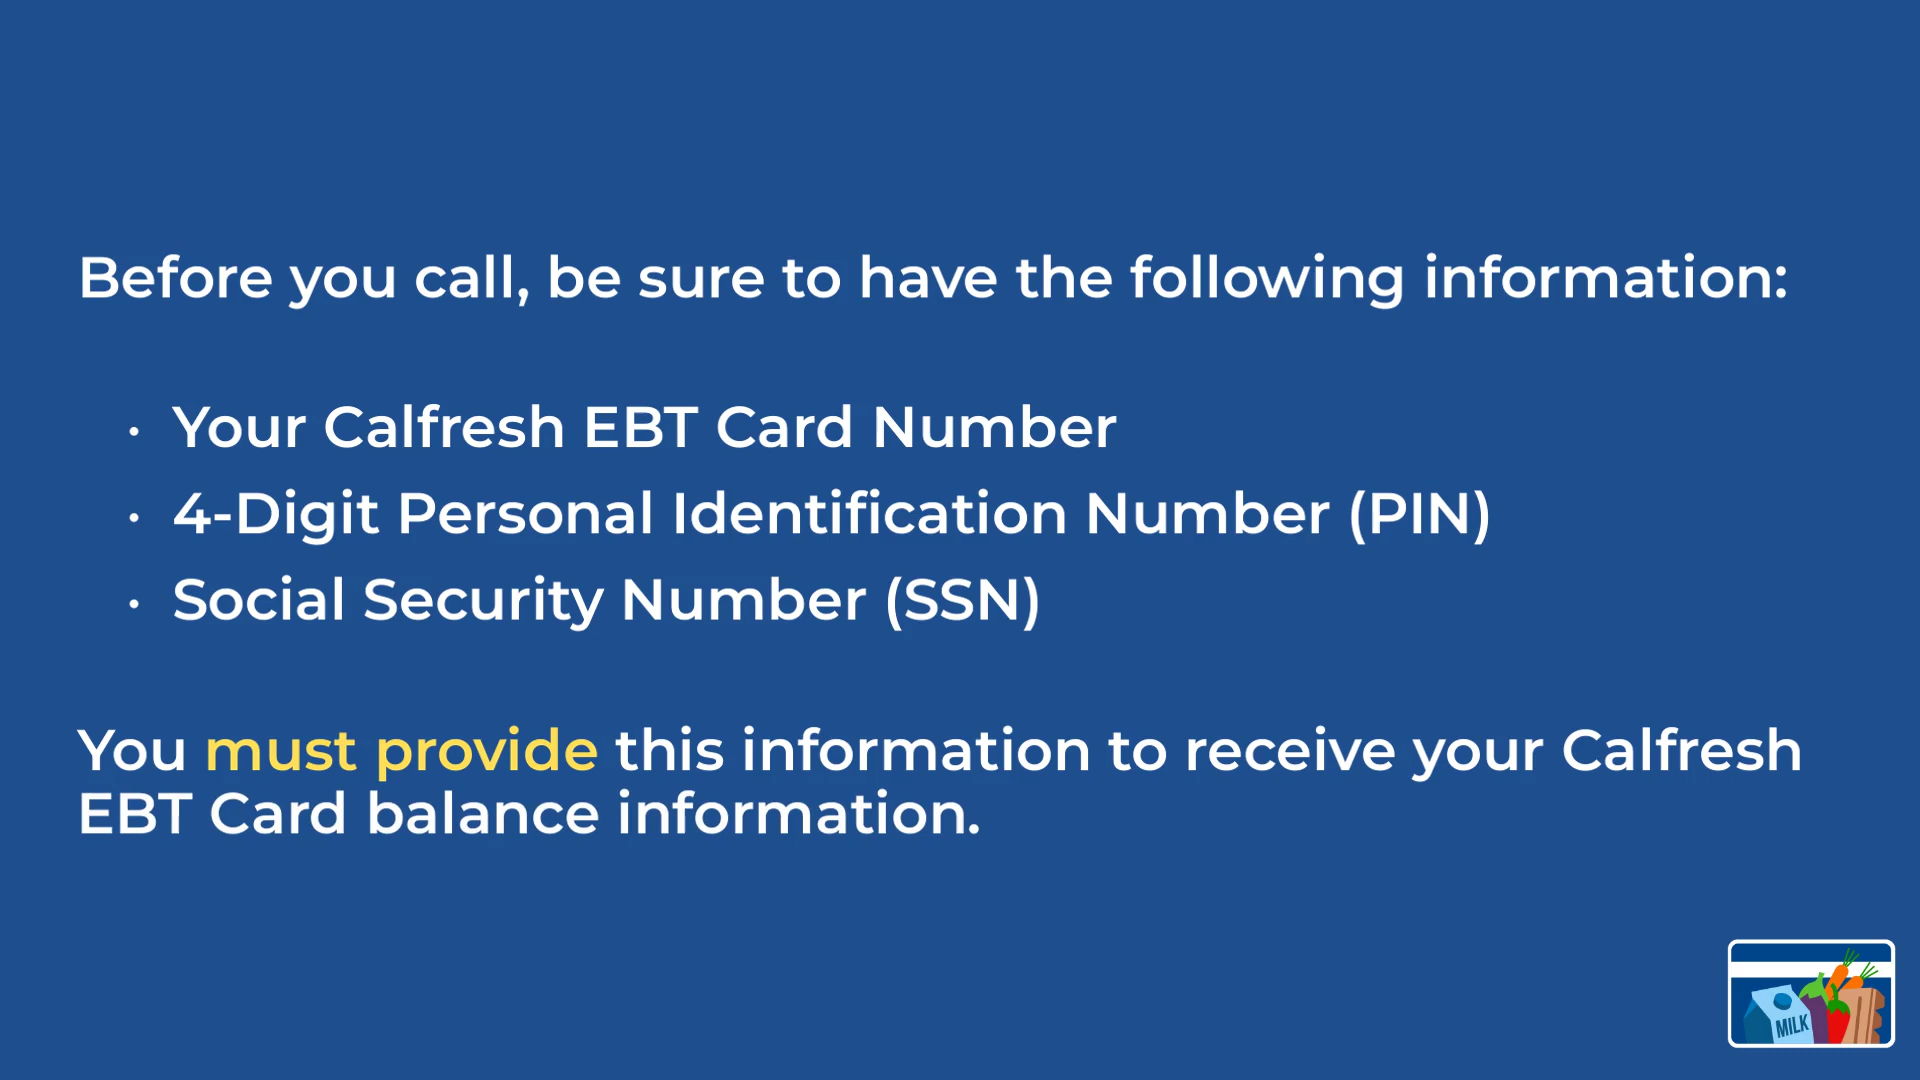 Before you call, be sure to have the following information:
• Your Calfresh EBT Card Number
• 4-Digit Personal Identification Number (PIN)
• Social Security Number (SSN)
You must provide this information to receive your Calfresh
EBT Card balance information.
MILK